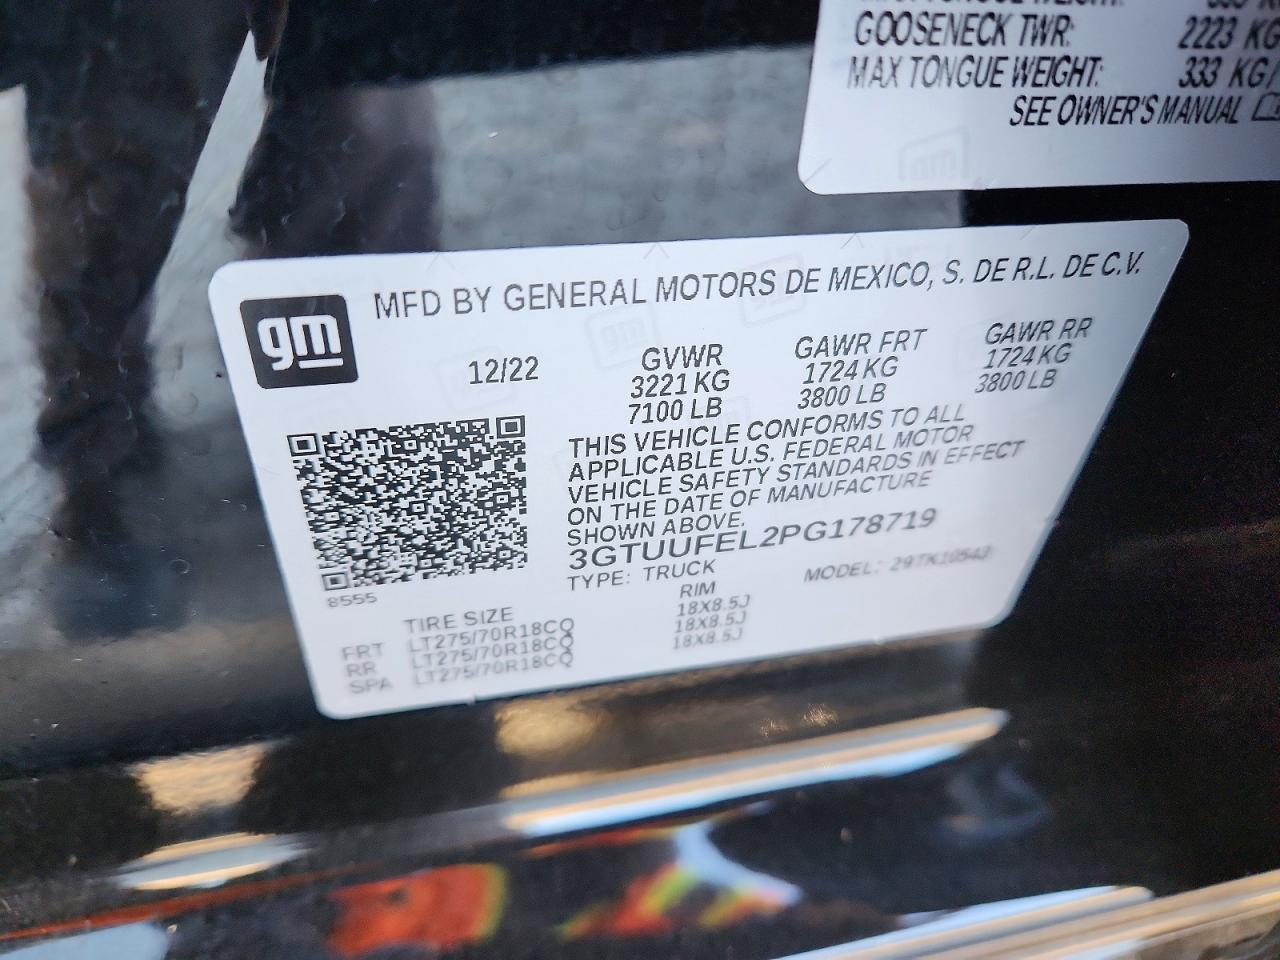 GOOSENECK TWR: 2223 KG
MAX TONGUE WEIGHT: 333 KG/
SEE OWNER'S MANUAL
gm
MFD BY GENERAL MOTORS DE MEXICO, S. DE R.L. DE C.V.
12/22
GVWR
3221 KG
7100 LB
GAWR FRT
1724 KG
3800 LB
GAWR RR
1724 KG
3800 LB
THIS VEHICLE CONFORMS TO ALL
APPLICABLE U.S. FEDERAL MOTOR
VEHICLE SAFETY STANDARDS IN EFFECT
ON THE DATE OF MANUFACTURE
SHOWN ABOVE.
3GTUUFEL2PG178719
TYPE: TRUCK MODEL: 29TK10543
8555
TIRE SIZE RIM
FRT LT275/70R18CQ 18X8.5J
RR LT275/70R18CQ 18X8.5J
SPA LT275/70R18CQ 18X8.5J